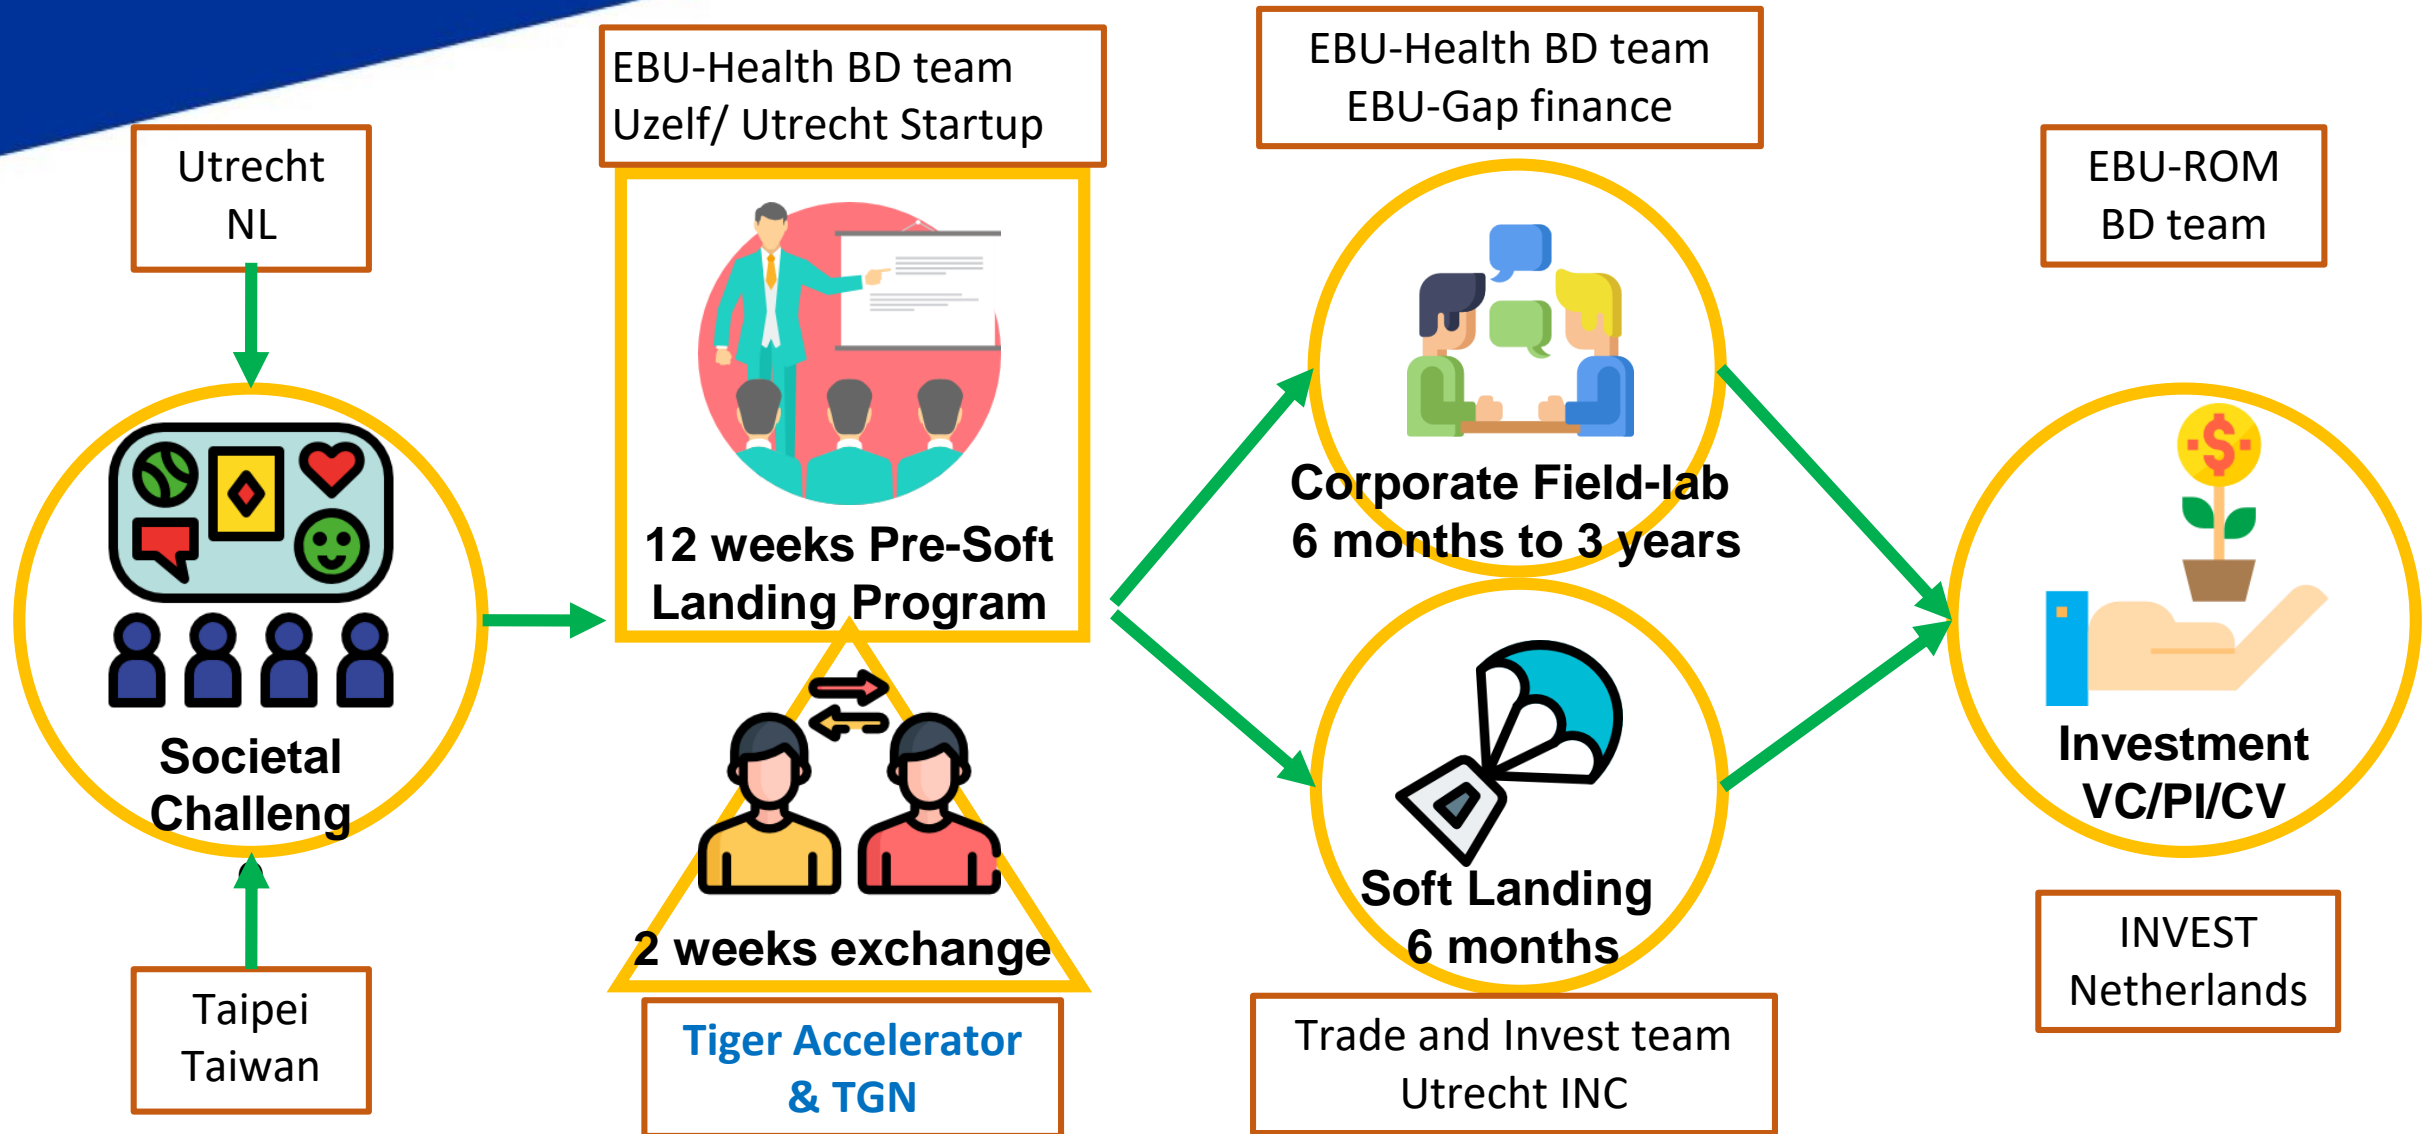 Utrecht
NL
Societal
Challeng
e
Taipei
Taiwan
EBU-Health BD team
Uzelf/ Utrecht Startup
12 weeks Pre-Soft
Landing Program
2 weeks exchange
Tiger Accelerator
& TGN
EBU-Health BD team
EBU-Gap finance
Corporate Field-lab
6 months to 3 years
Soft Landing
6 months
Trade and Invest team
Utrecht INC
EBU-ROM
BD team
Investment
VC/PI/CV
INVEST
Netherlands